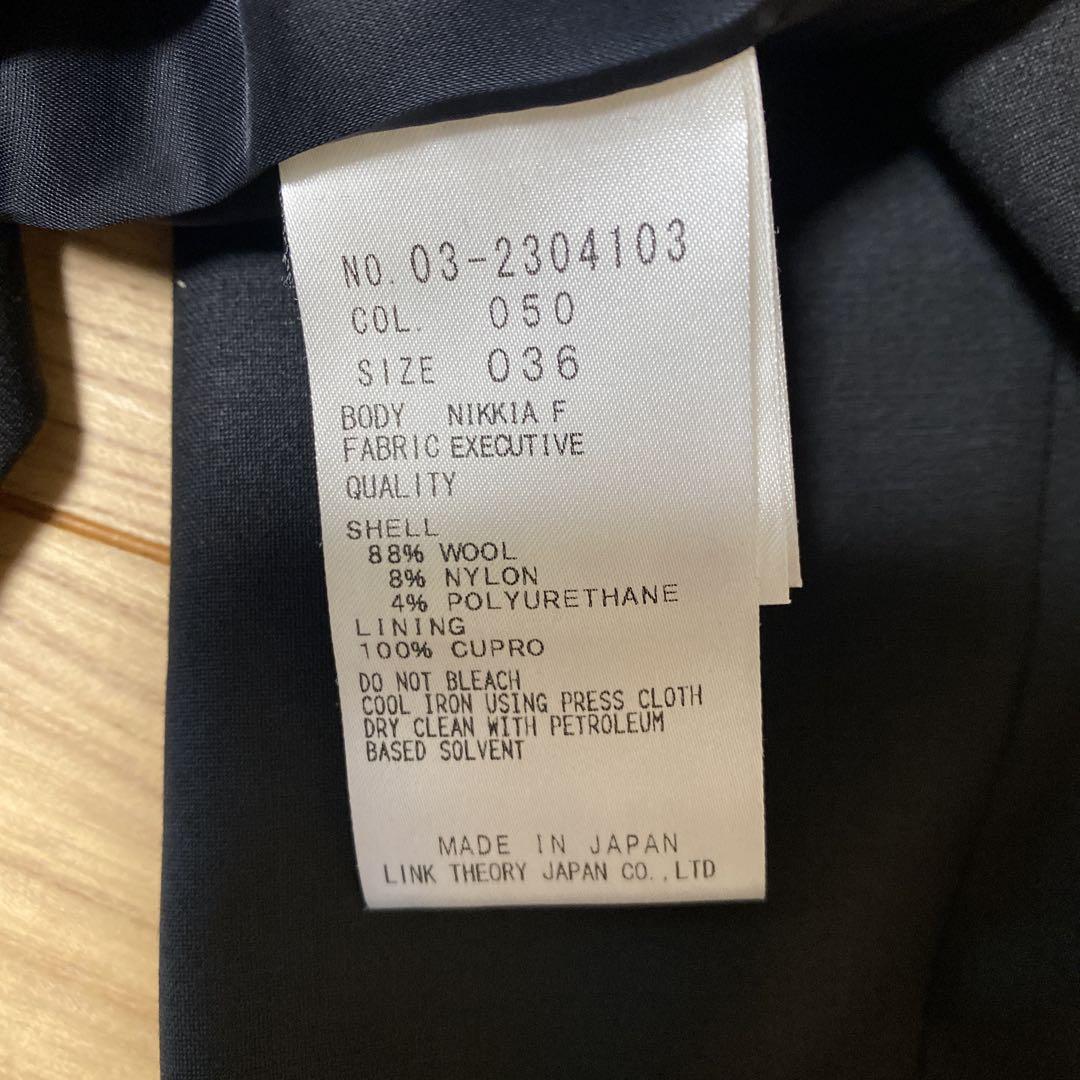 NO. 03-2304103
COL. 050
SIZE 036
BODY NIKKIA F
FABRIC EXECUTIVE
QUALITY
SHELL
88% WOOL
8% NYLON
4% POLYURETHANE
LINING
100% CUPRO
DO NOT BLEACH
COOL IRON USING PRESS CLOTH
DRY CLEAN WITH PETROLEUM
BASED SOLVENT
MADE IN JAPAN
LINK THEORY JAPAN CO.,LTD